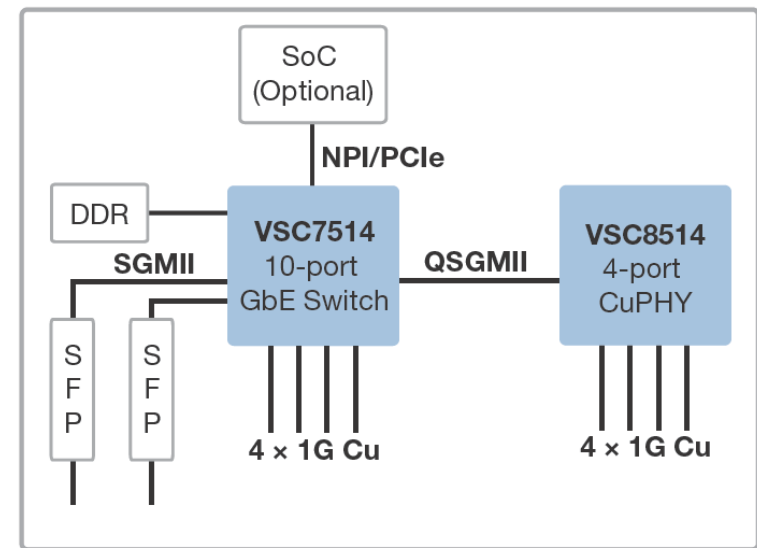 SoC
(Optional)
NPI/PCIe
DDR
VSC7514
10-port
GbE Switch
SGMII
QSGMII
VSC8514
4-port
CuPHY
S
F
P
S
F
P
4 × 1G Cu
4 × 1G Cu